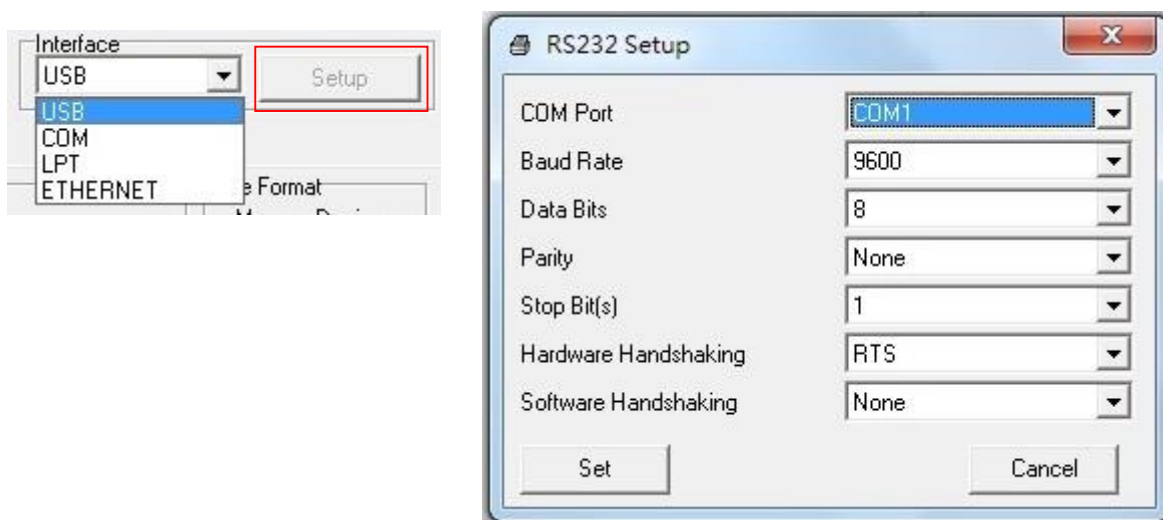 Interface
USB
Setup
USB
COM
LPT
ETHERNET
e Format
RS232 Setup
COM Port COM1
Baud Rate 9600
Data Bits 8
Parity None
Stop Bit(s) 1
Hardware Handshaking RTS
Software Handshaking None
Set Cancel